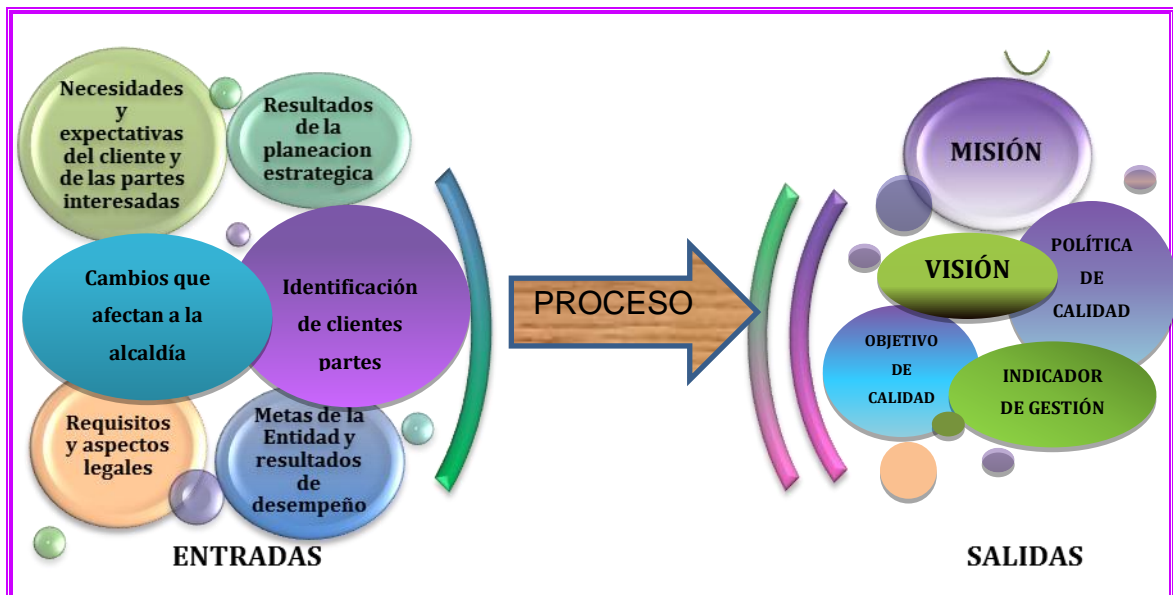 Necesidades
y
expectativas
del cliente y
de las partes
interesadas
Resultados
de la
planeacion
estrategica
Cambios que
afectan a la
alcaldía
Identificación
de clientes
partes
Requisitos
y aspectos
legales
Metas de la
Entidad y
resultados
de
desempeño
ENTRADAS
PROCESO
MISIÓN
VISIÓN
POLÍTICA
DE
CALIDAD
OBJETIVO
DE
CALIDAD
INDICADOR
DE GESTIÓN
SALIDAS